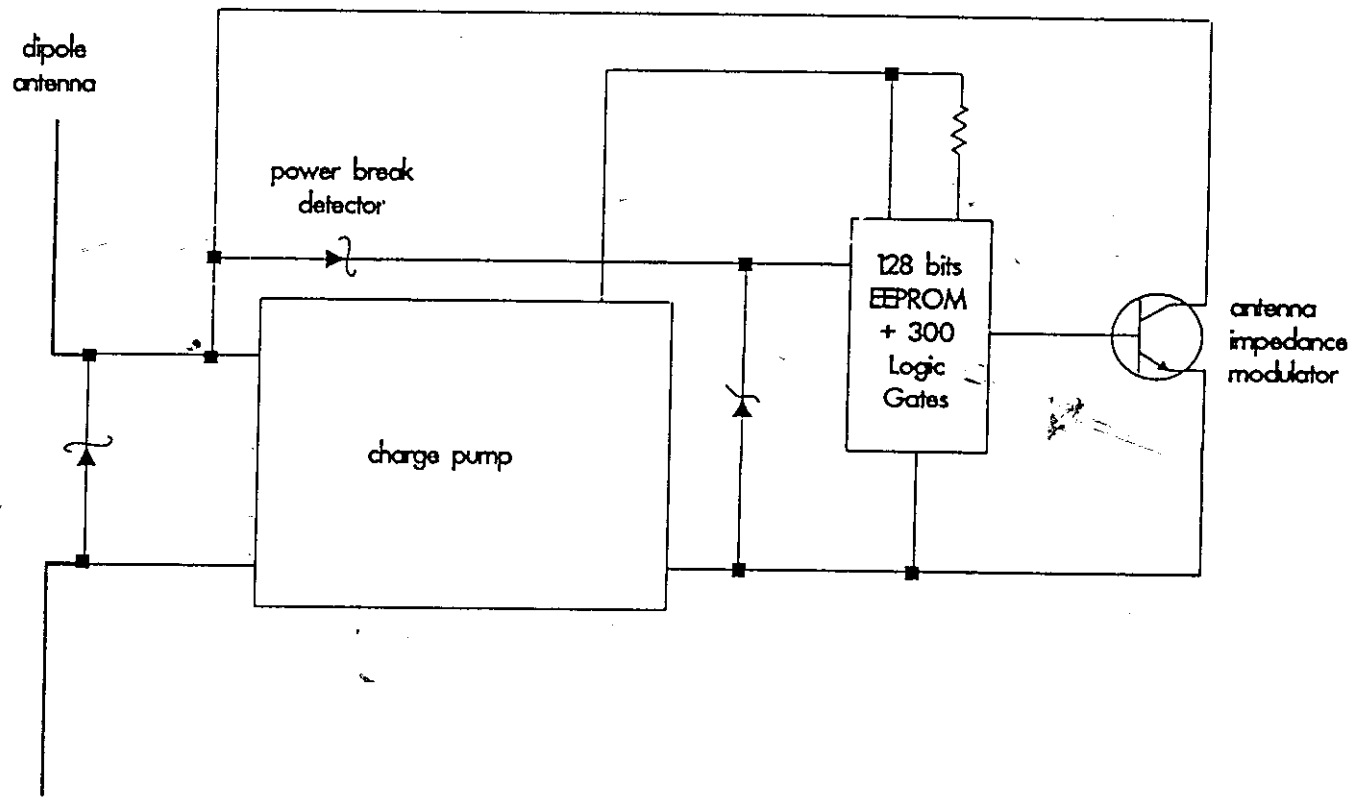 dipole
antenna
power break
detector
128 bits
EEPROM
+ 300
Logic
Gates
antenna
impedance
modulator
charge pump